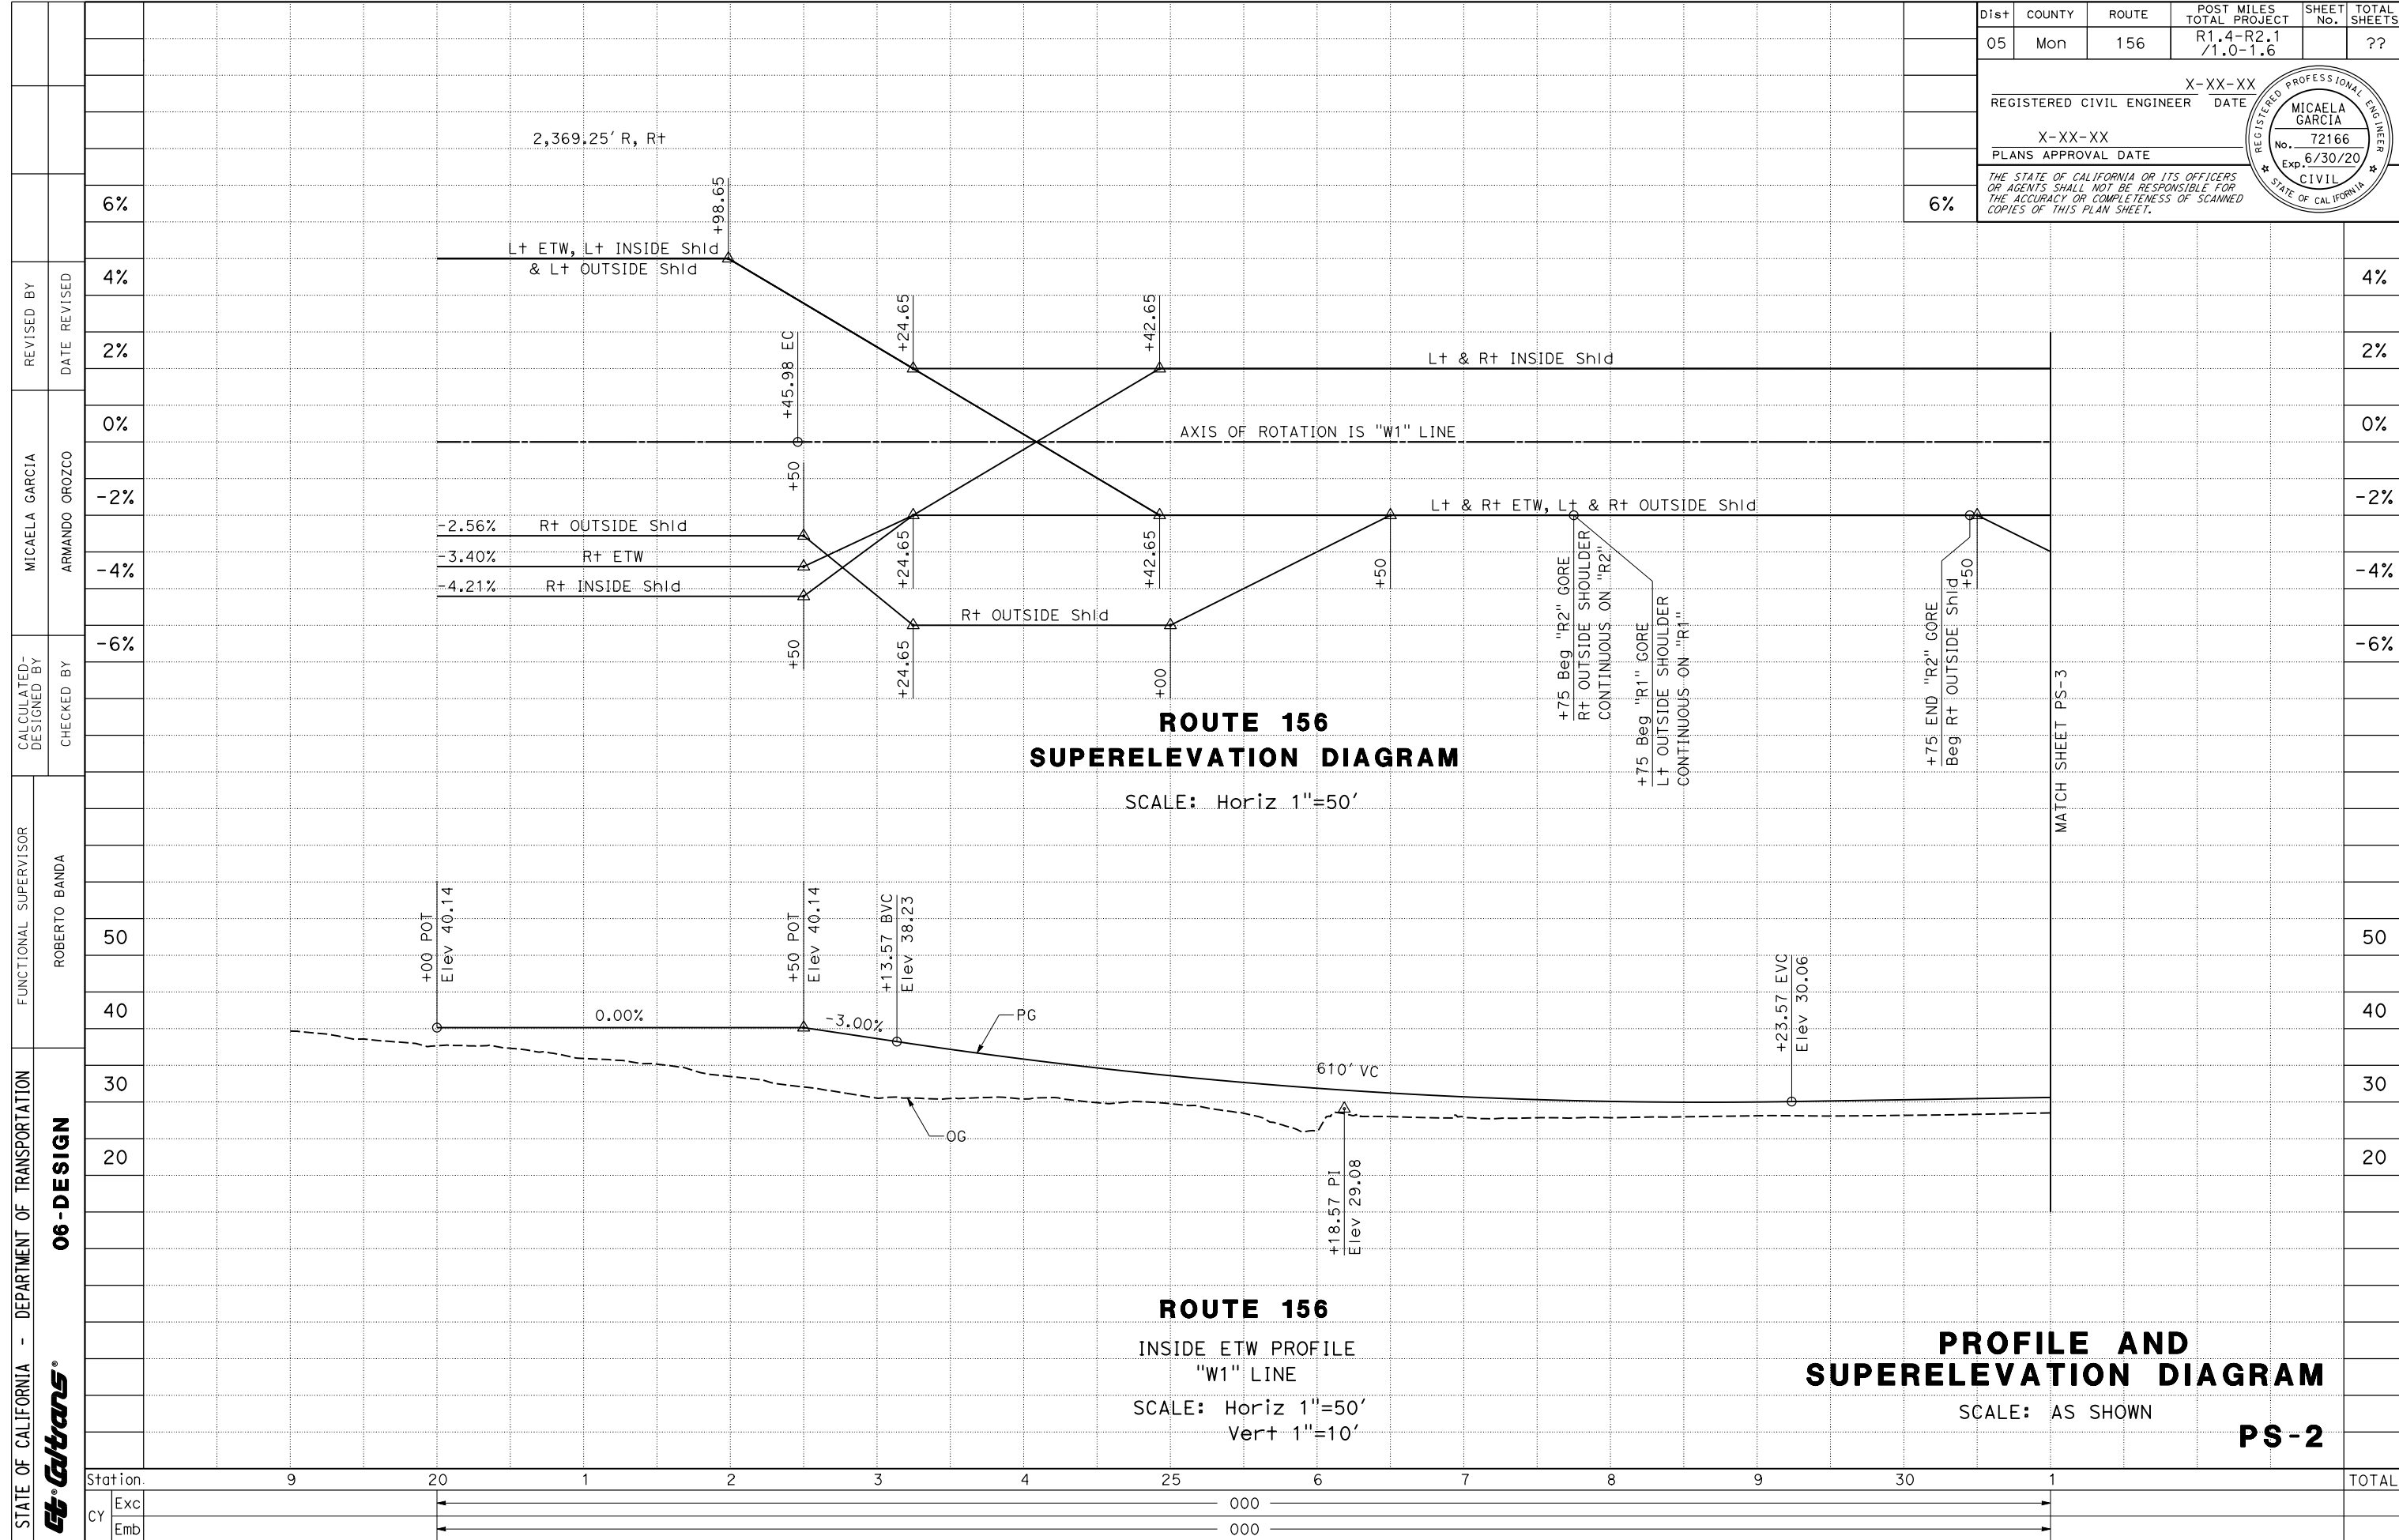 Dist COUNTY ROUTE POST MILES TOTAL PROJECT SHEET No. TOTAL SHEETS
05 Mon 156 R1.4-R2.1 /1.0-1.6 ??
X-XX-XX
REGISTERED CIVIL ENGINEER DATE
X-XX-XX
PLANS APPROVAL DATE
THE STATE OF CALIFORNIA OR ITS OFFICERS
OR AGENTS SHALL NOT BE RESPONSIBLE FOR
THE ACCURACY OR COMPLETENESS OF SCANNED
COPIES OF THIS PLAN SHEET.
REGISTERED PROFESSIONAL ENGINEER
MICAELA
GARCIA
No. 72166
Exp. 6/30/20
CIVIL
STATE OF CALIFORNIA
REVISED BY
DATE REVISED
MICAELA GARCIA
ARMANDO OROZCO
CALCULATED-
DESIGNED BY
CHECKED BY
FUNCTIONAL SUPERVISOR
ROBERTO BANDA
STATE OF CALIFORNIA - DEPARTMENT OF TRANSPORTATION
06-DESIGN
Ct® Caltrans®
6%
4%
2%
0%
-2%
-4%
-6%
50
40
30
20
2,369.25' R, Rt
+98.65
Lt ETW, Lt INSIDE Shld
& Lt OUTSIDE Shld
+24.65
+42.65
+45.98 EC
Lt & Rt INSIDE Shld
AXIS OF ROTATION IS "W1" LINE
+50
-2.56% Rt OUTSIDE Shld
-3.40% Rt ETW
-4.21% Rt INSIDE Shld
+50
+24.65
+24.65
+42.65
Rt OUTSIDE Shld
+00
+50
Lt & Rt ETW, Lt & Rt OUTSIDE Shld
+75 Beg "R2" GORE
Rt OUTSIDE SHOULDER
CONTINUOUS ON "R2"
+75 Beg "R1" GORE
Lt OUTSIDE SHOULDER
CONTINUOUS ON "R1"
+75 END "R2" GORE
Beg Rt OUTSIDE Shld
+50
MATCH SHEET PS-3
6%
4%
2%
0%
-2%
-4%
-6%
50
40
30
20
ROUTE 156
SUPERELEVATION DIAGRAM
SCALE: Horiz 1"=50'
+00 POT
Elev 40.14
0.00%
+50 POT
Elev 40.14
-3.00%
+13.57 BVC
Elev 38.23
PG
OG
610' VC
+18.57 PI
Elev 29.08
+23.57 EVC
Elev 30.06
ROUTE 156
INSIDE ETW PROFILE
"W1" LINE
SCALE: Horiz 1"=50'
Vert 1"=10'
PROFILE AND
SUPERELEVATION DIAGRAM
SCALE: AS SHOWN
PS-2
Station 9 20 1 2 3 4 25 6 7 8 9 30 1 TOTAL
CY
Exc 000
Emb 000